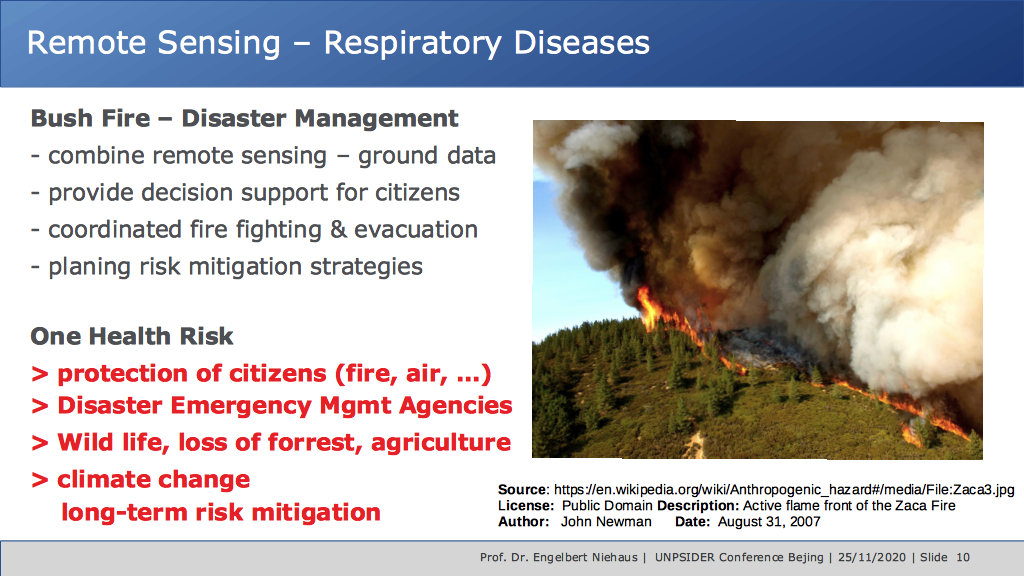 Remote Sensing – Respiratory Diseases
Bush Fire – Disaster Management
- combine remote sensing – ground data
- provide decision support for citizens
- coordinated fire fighting & evacuation
- planing risk mitigation strategies
One Health Risk
> protection of citizens (fire, air, ...)
> Disaster Emergency Mgmt Agencies
> Wild life, loss of forrest, agriculture
> climate change
long-term risk mitigation
Source: https://en.wikipedia.org/wiki/Anthropogenic_hazard#/media/File:Zaca3.jpg
License: Public Domain Description: Active flame front of the Zaca Fire
Author: John Newman Date: August 31, 2007
Prof. Dr. Engelbert Niehaus | UNPSIDER Conference Bejing | 25/11/2020 | Slide 10